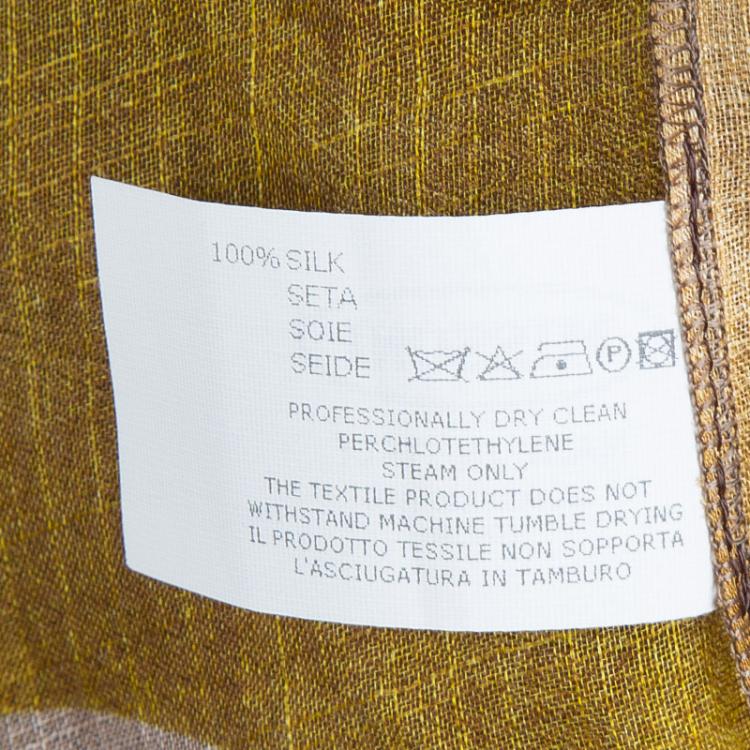 100% SILK
SETA
SOIE
SEIDE
P
PROFESSIONALLY DRY CLEAN
PERCHLOTETHYLENE
STEAM ONLY
THE TEXTILE PRODUCT DOES NOT
WITHSTAND MACHINE TUMBLE DRYING
IL PRODOTTO TESSILE NON SOPPORTA
L'ASCIUGATURA IN TAMBURO